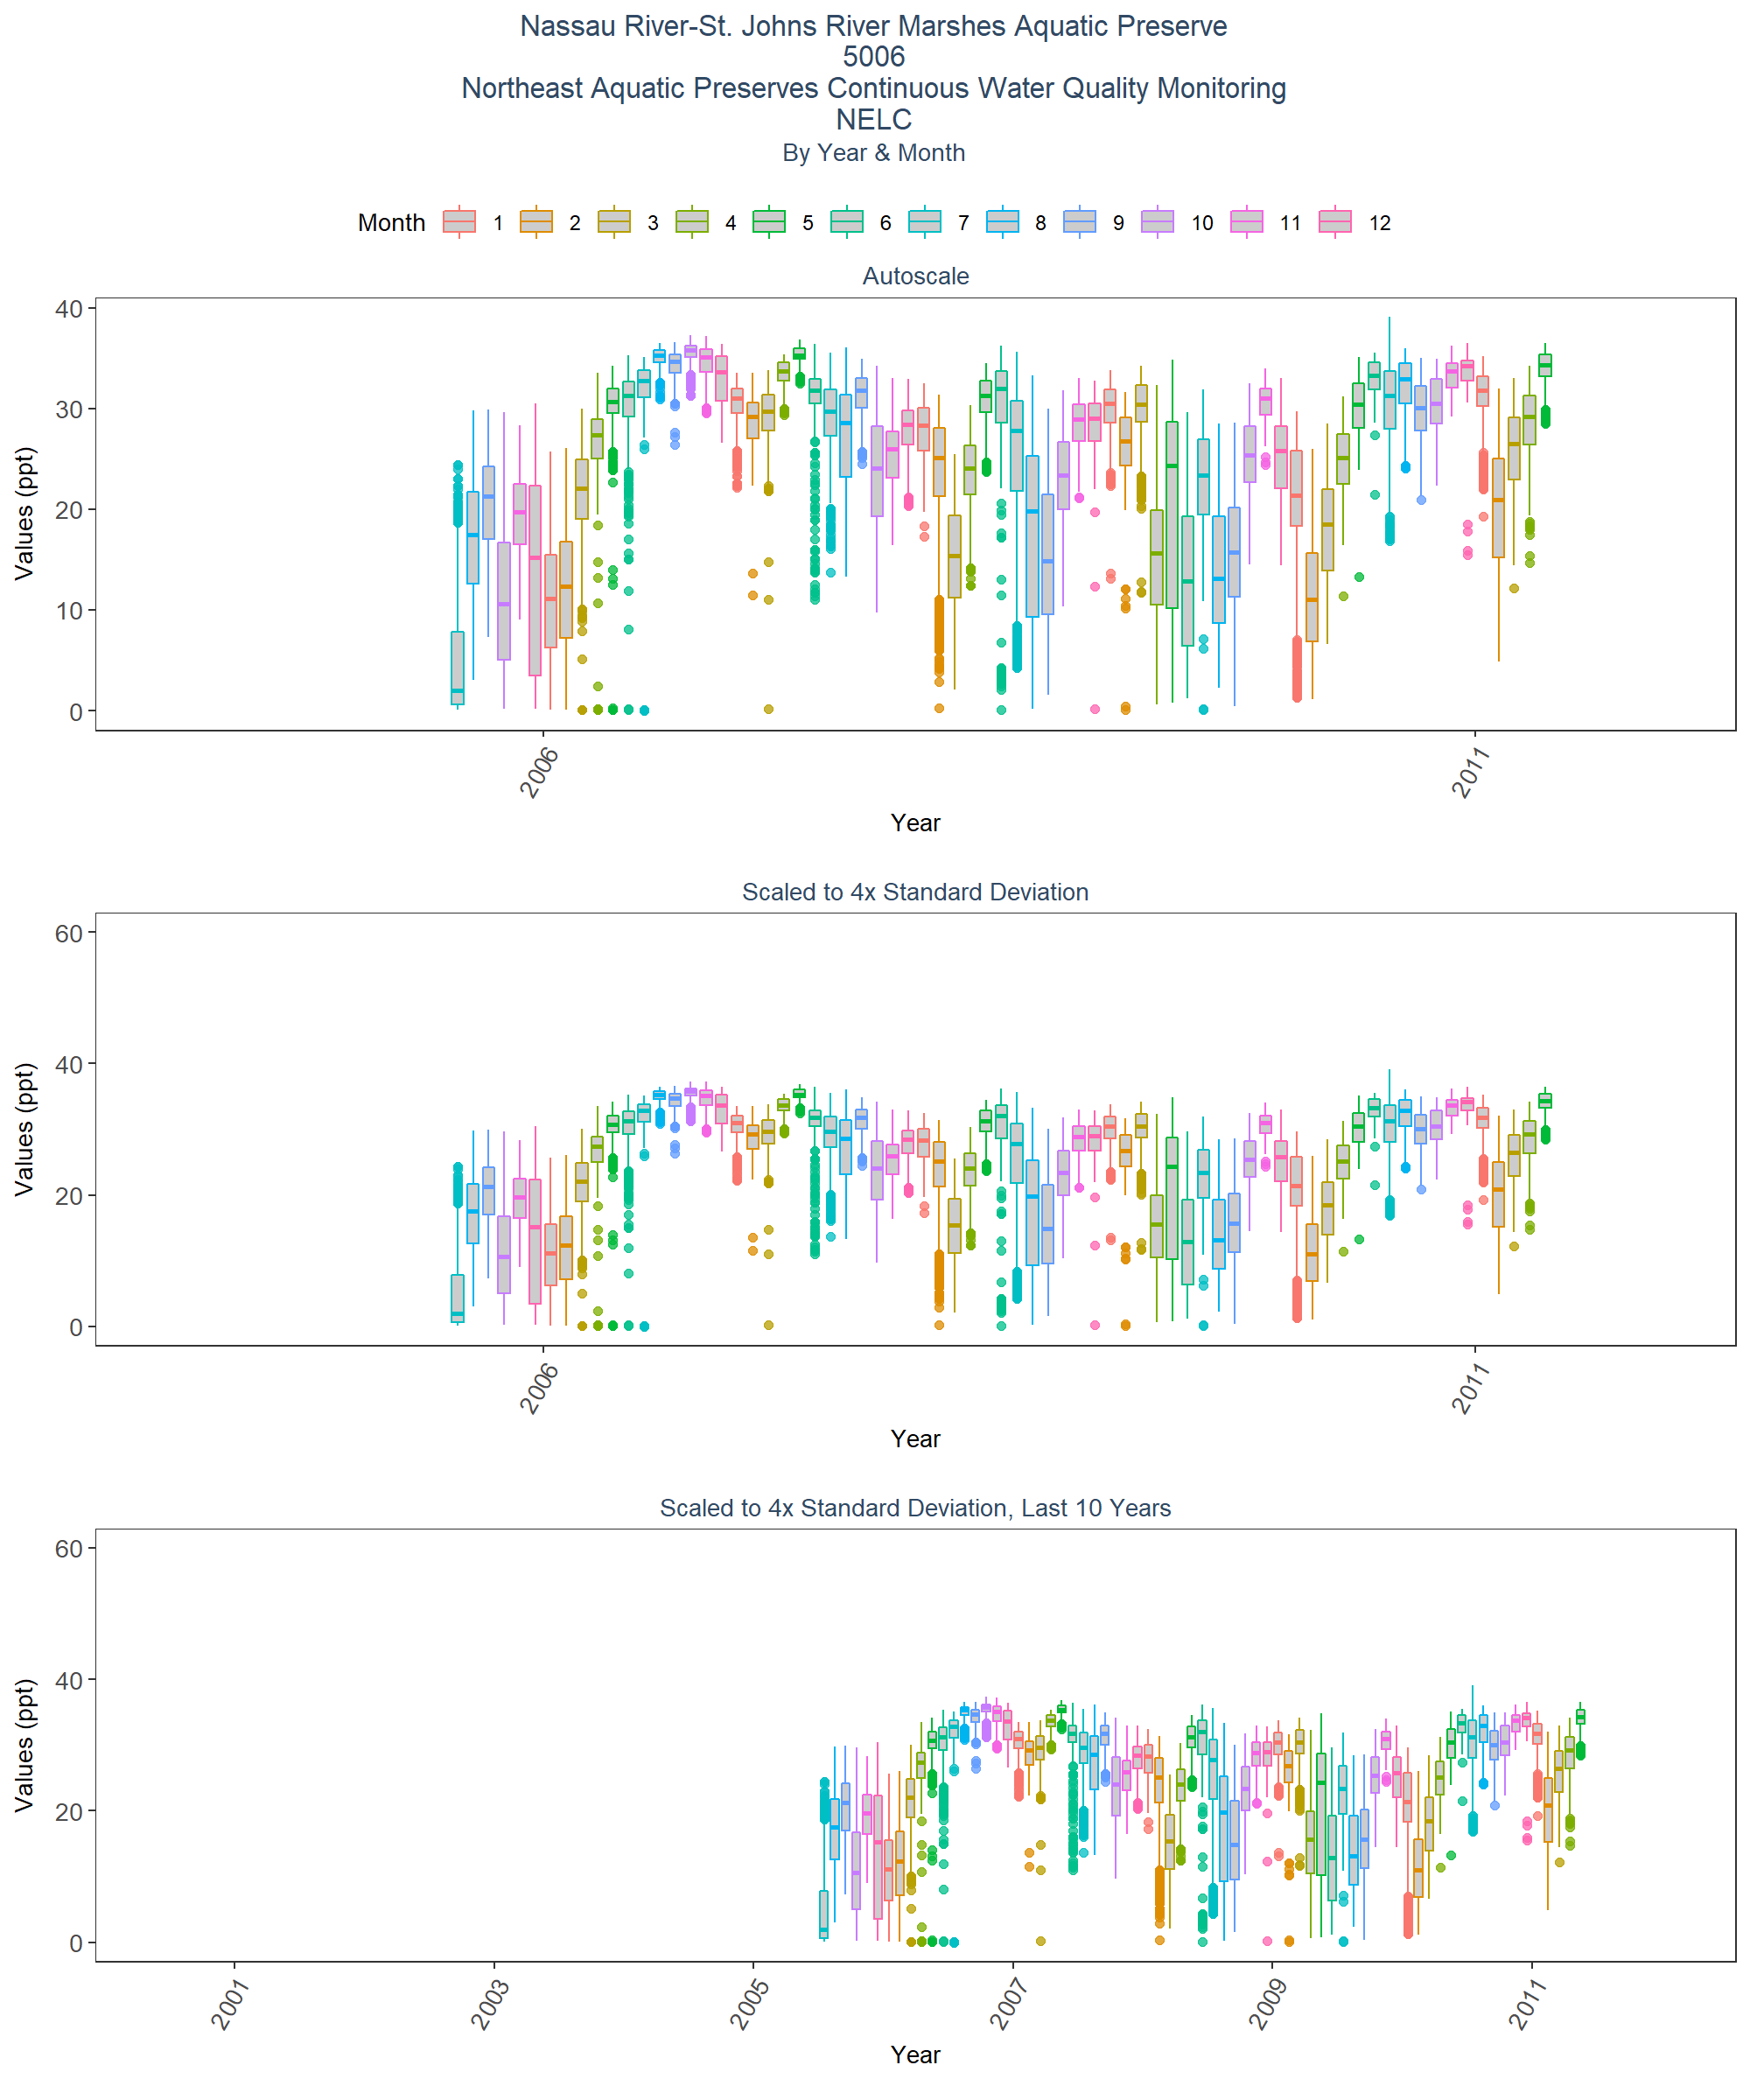 Nassau River-St. Johns River Marshes Aquatic Preserve
5006
Northeast Aquatic Preserves Continuous Water Quality Monitoring
NELC
By Year & Month
Month 1 2 3 4 5 6 7 8 9 10 11 12
Autoscale
Values (ppt)
40
30
20
10
0
2006 2011
Year
Scaled to 4x Standard Deviation
Values (ppt)
60
40
20
0
2006 2011
Year
Scaled to 4x Standard Deviation, Last 10 Years
Values (ppt)
60
40
20
0
2001 2003 2005 2007 2009 2011
Year